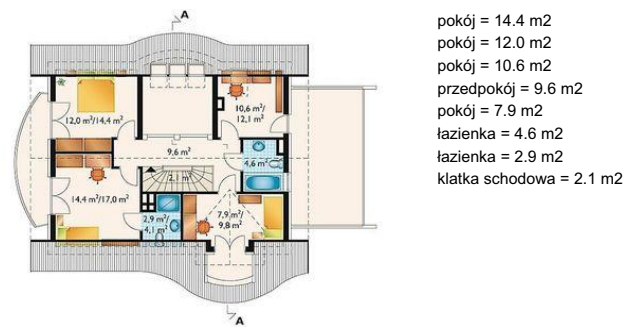 A
12,0 m²/14,4 m²
10,6 m²/
12,1 m²
9,6 m²
4,6 m²
2,1 m²
14,4 m²/17,0 m²
2,9 m²/
4,1 m²
7,9 m²/
9,8 m²
A
pokój = 14.4 m2
pokój = 12.0 m2
pokój = 10.6 m2
przedpokój = 9.6 m2
pokój = 7.9 m2
łazienka = 4.6 m2
łazienka = 2.9 m2
klatka schodowa = 2.1 m2